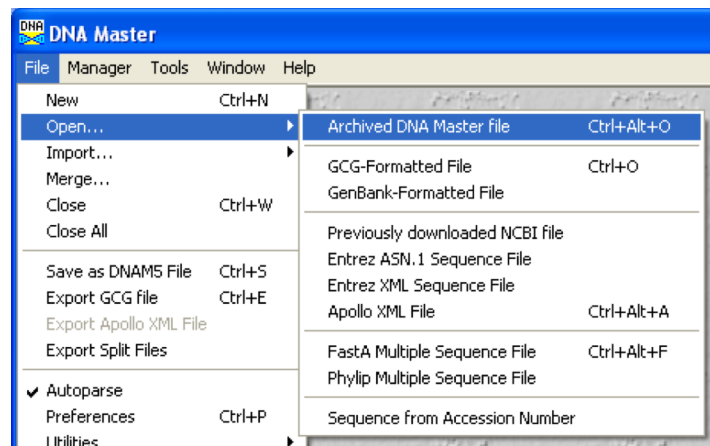 DNA
DNA Master
File Manager Tools Window Help
New Ctrl+N
Open...
Import...
Merge...
Close Ctrl+W
Close All
Save as DNAM5 File Ctrl+S
Export GCG file Ctrl+E
Export Apollo XML File
Export Split Files
Autoparse
Preferences Ctrl+P
Utilities
Archived DNA Master file Ctrl+Alt+O
GCG-Formatted File Ctrl+O
GenBank-Formatted File
Previously downloaded NCBI file
Entrez ASN.1 Sequence File
Entrez XML Sequence File
Apollo XML File Ctrl+Alt+A
FastA Multiple Sequence File Ctrl+Alt+F
Phylip Multiple Sequence File
Sequence from Accession Number